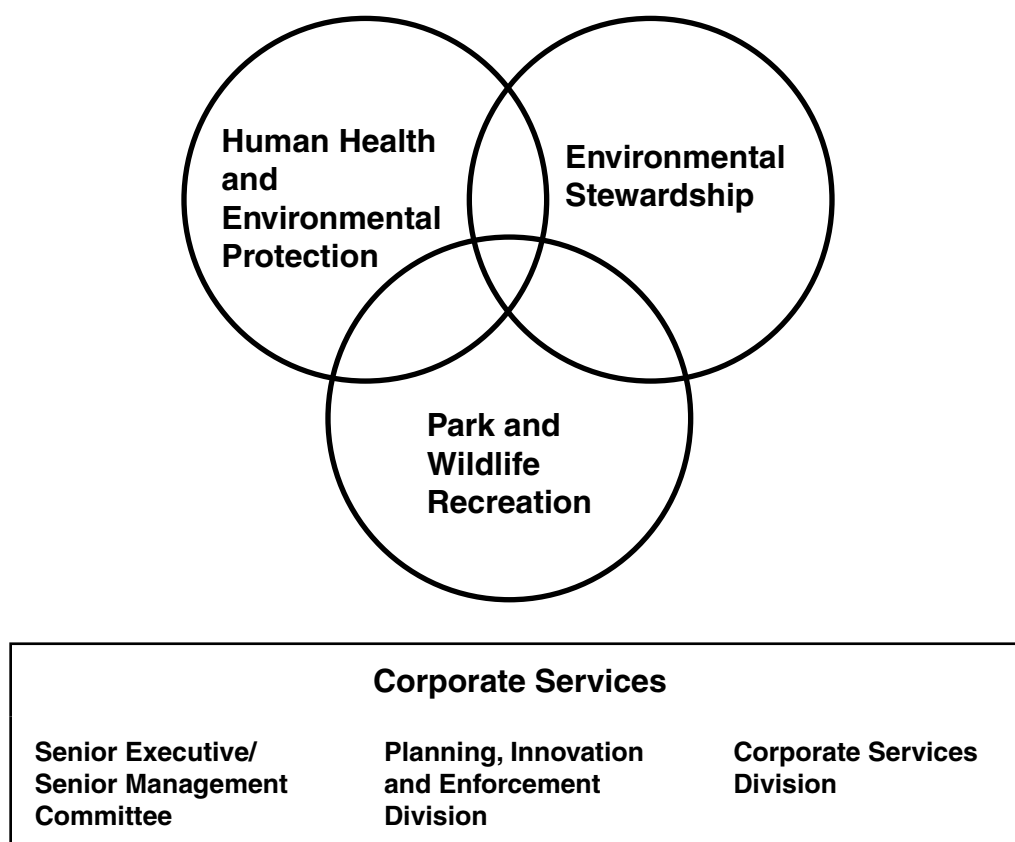 Human Health
and
Environmental
Protection
Environmental
Stewardship
Park and
Wildlife
Recreation
Corporate Services
Senior Executive/
Senior Management
Committee
Planning, Innovation
and Enforcement
Division
Corporate Services
Division